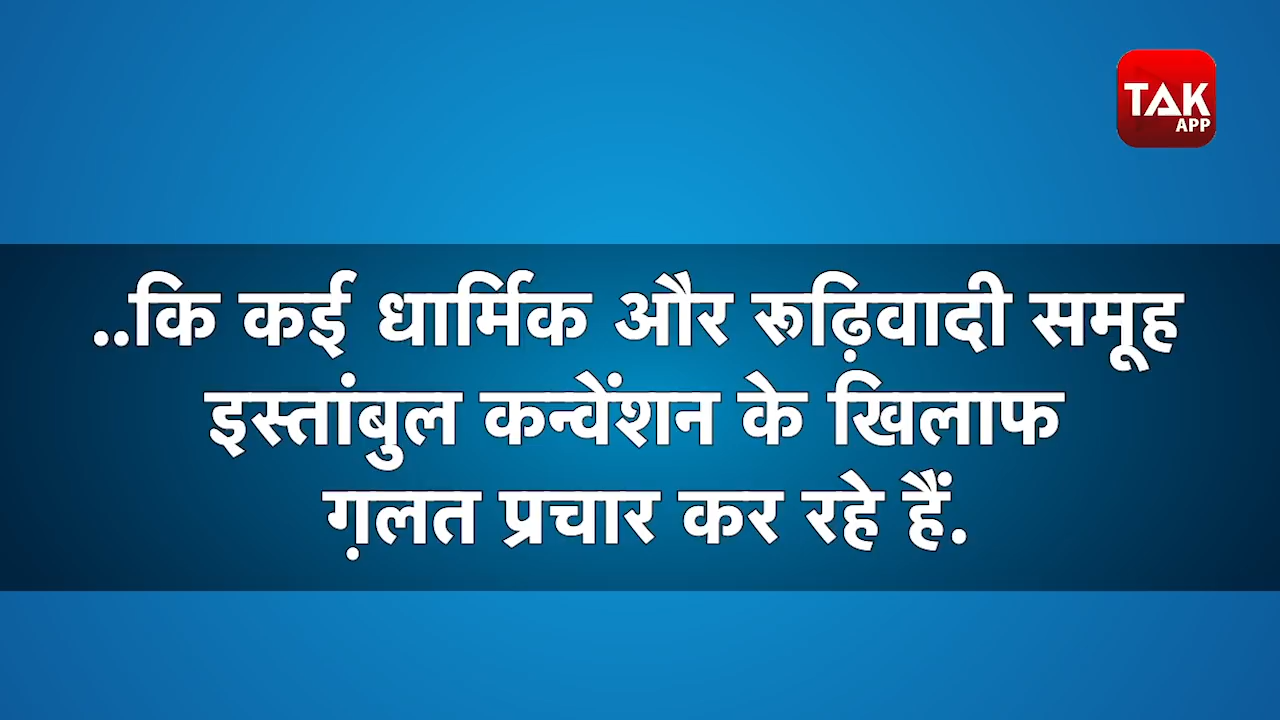 TAK
APP
..कि कई धार्मिक और रूढ़िवादी समूह
इस्तांबुल कन्वेंशन के खिलाफ
ग़लत प्रचार कर रहे हैं.